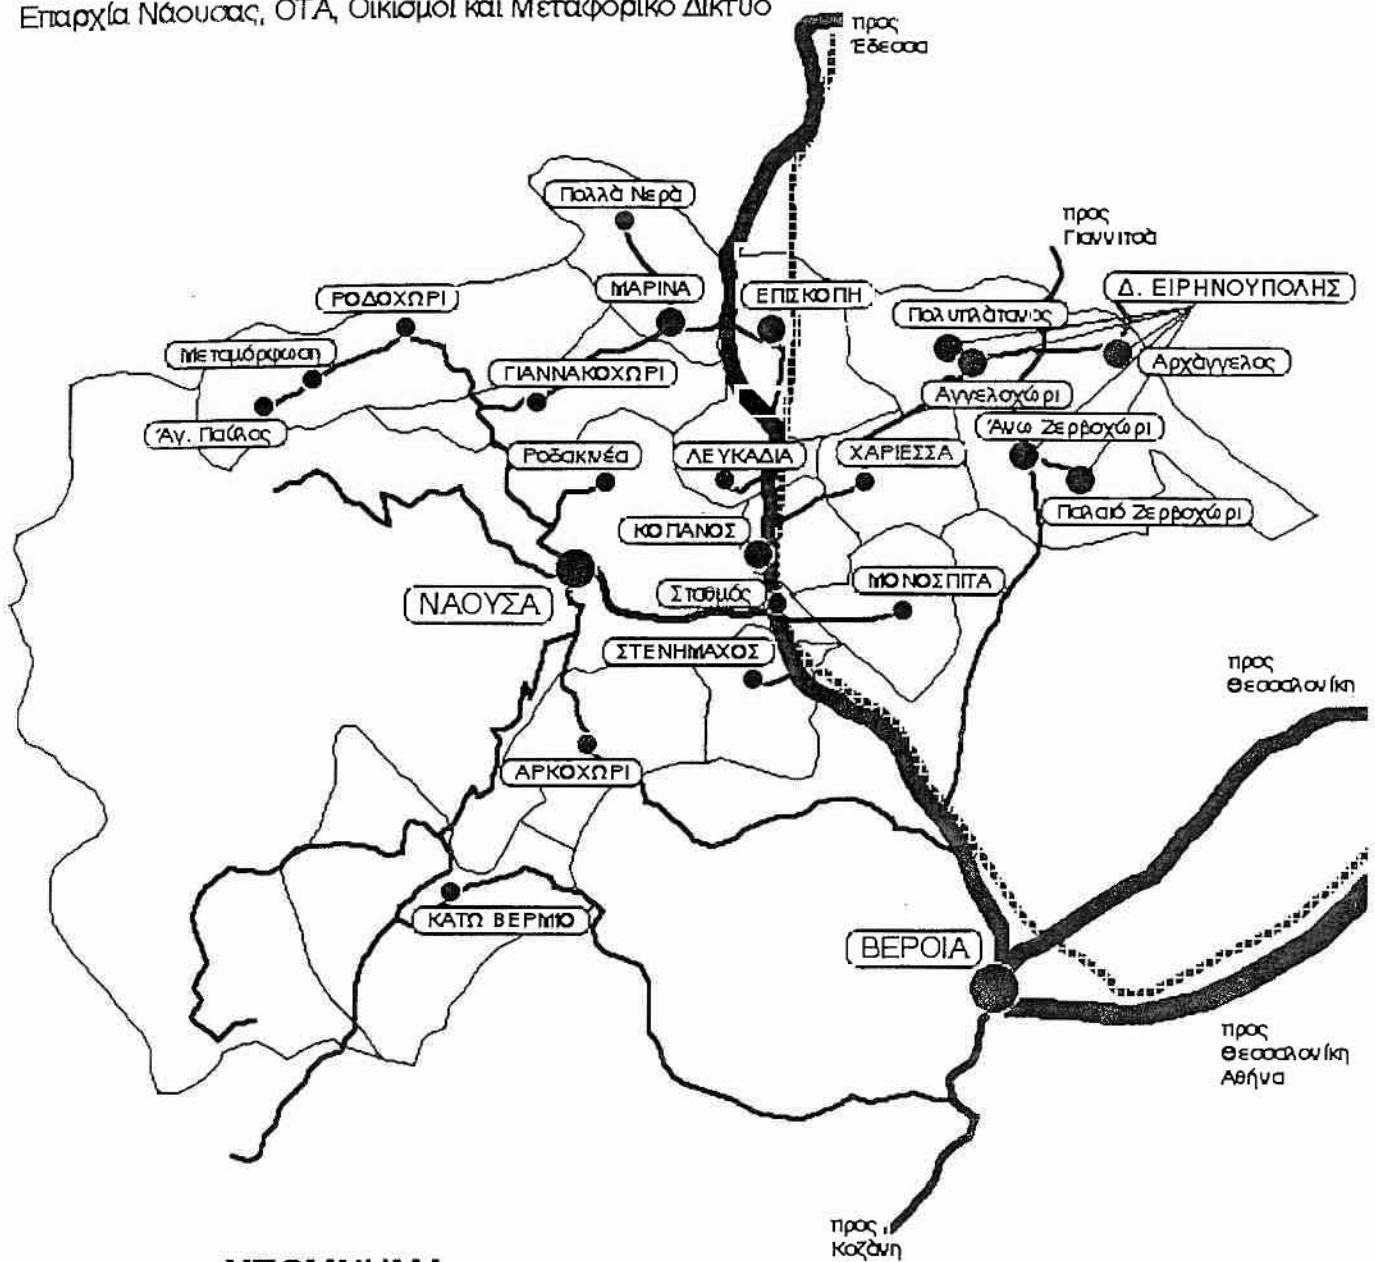 Επαρχία Νάουσας, ΟΤΑ, Οικισμοί και Μεταφορικό Δίκτυο
προς
Έδεσσα
Πολλά Νερά
προς
Γιαννιτσά
ΡΟΔΟΧΩΡΙ
ΜΑΡΙΝΑ
ΕΠΙΣΚΟΠΗ
Δ. ΕΙΡΗΝΟΥΠΟΛΗΣ
Πολυπλάτανος
Μεταμόρφωση
ΓΙΑΝΝΑΚΟΧΩΡΙ
Αρχάγγελος
Αγγελοχώρι
Άγ. Παύλος
Άνω Ζερβοχώρι
Ροδακινέα
ΛΕΥΚΑΔΙΑ
ΧΑΡΙΕΣΣΑ
Παλαιό Ζερβοχώρι
ΚΟΠΑΝΟΣ
ΝΑΟΥΣΑ
Σταθμός
ΜΟΝΟΣΠΙΤΑ
ΣΤΕΝΗΜΑΧΟΣ
προς
Θεσσαλονίκη
ΑΡΚΟΧΩΡΙ
ΚΑΤΩ ΒΕΡΜΙΟ
ΒΕΡΟΙΑ
προς
Θεσσαλονίκη
Αθήνα
προς
Κοζάνη